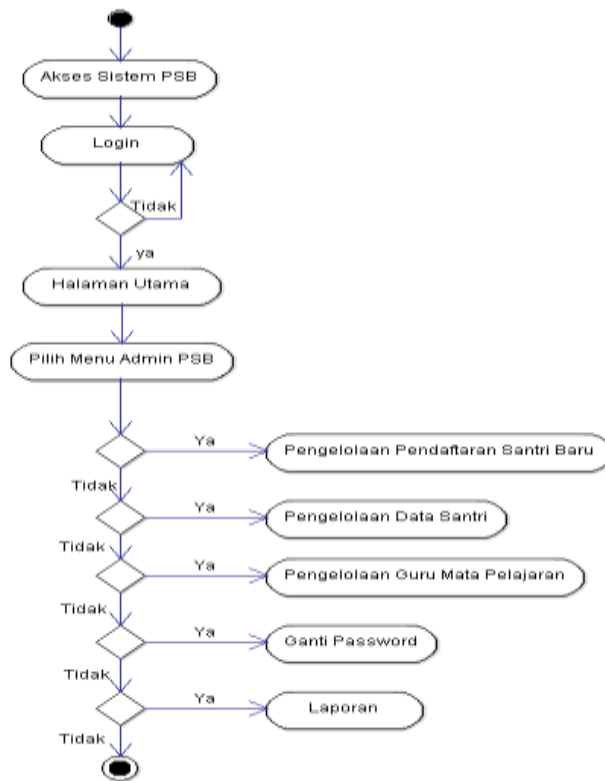 Akses Sistem PSB
Login
Tidak
ya
Halaman Utama
Pilih Menu Admin PSB
Ya
Pengelolaan Pendaftaran Santri Baru
Tidak
Ya
Pengelolaan Data Santri
Tidak
Ya
Pengelolaan Guru Mata Pelajaran
Tidak
Ya
Ganti Password
Tidak
Ya
Laporan
Tidak